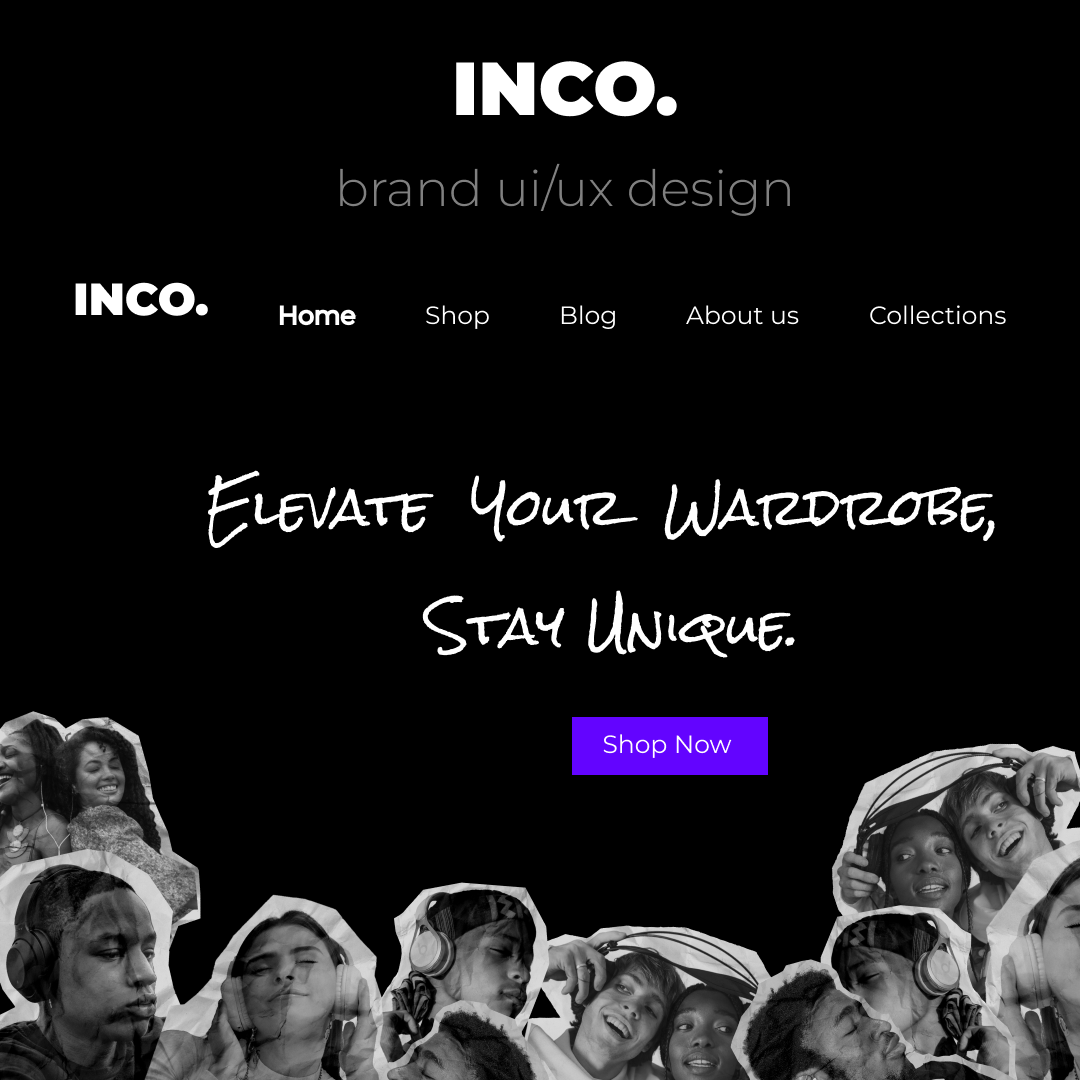 INCO.
brand ui/ux design
INCO. Home Shop Blog About us Collections
Elevate Your Wardrobe,
Stay Unique.
Shop Now